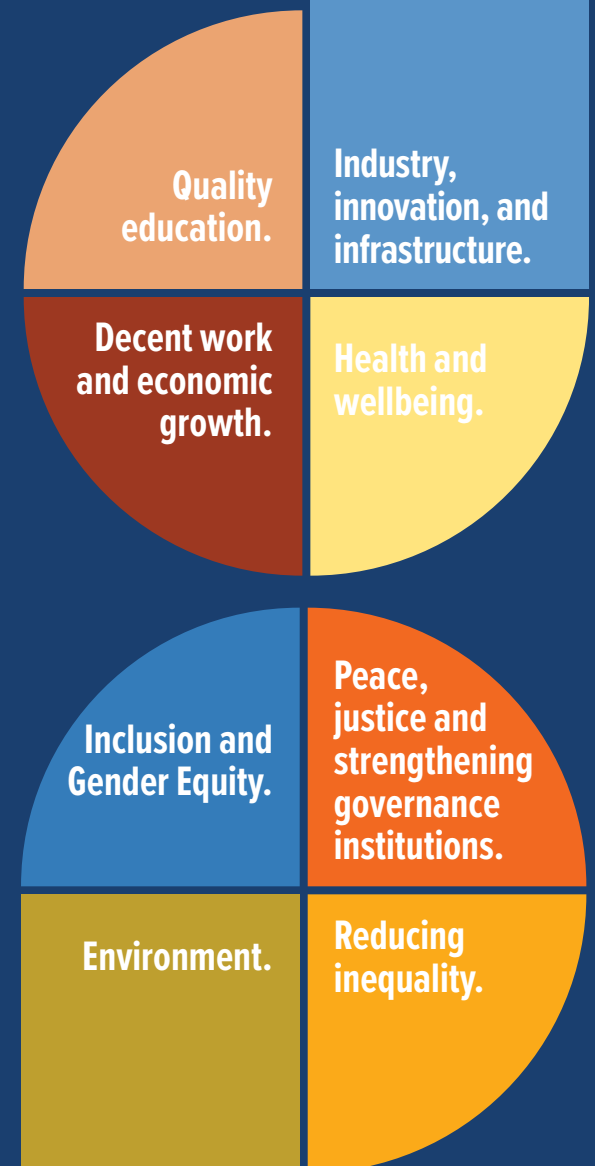 Quality
education.
Industry,
innovation, and
infrastructure.
Decent work
and economic
growth.
Health and
wellbeing.
Inclusion and
Gender Equity.
Peace,
justice and
strengthening
governance
institutions.
Environment.
Reducing
inequality.